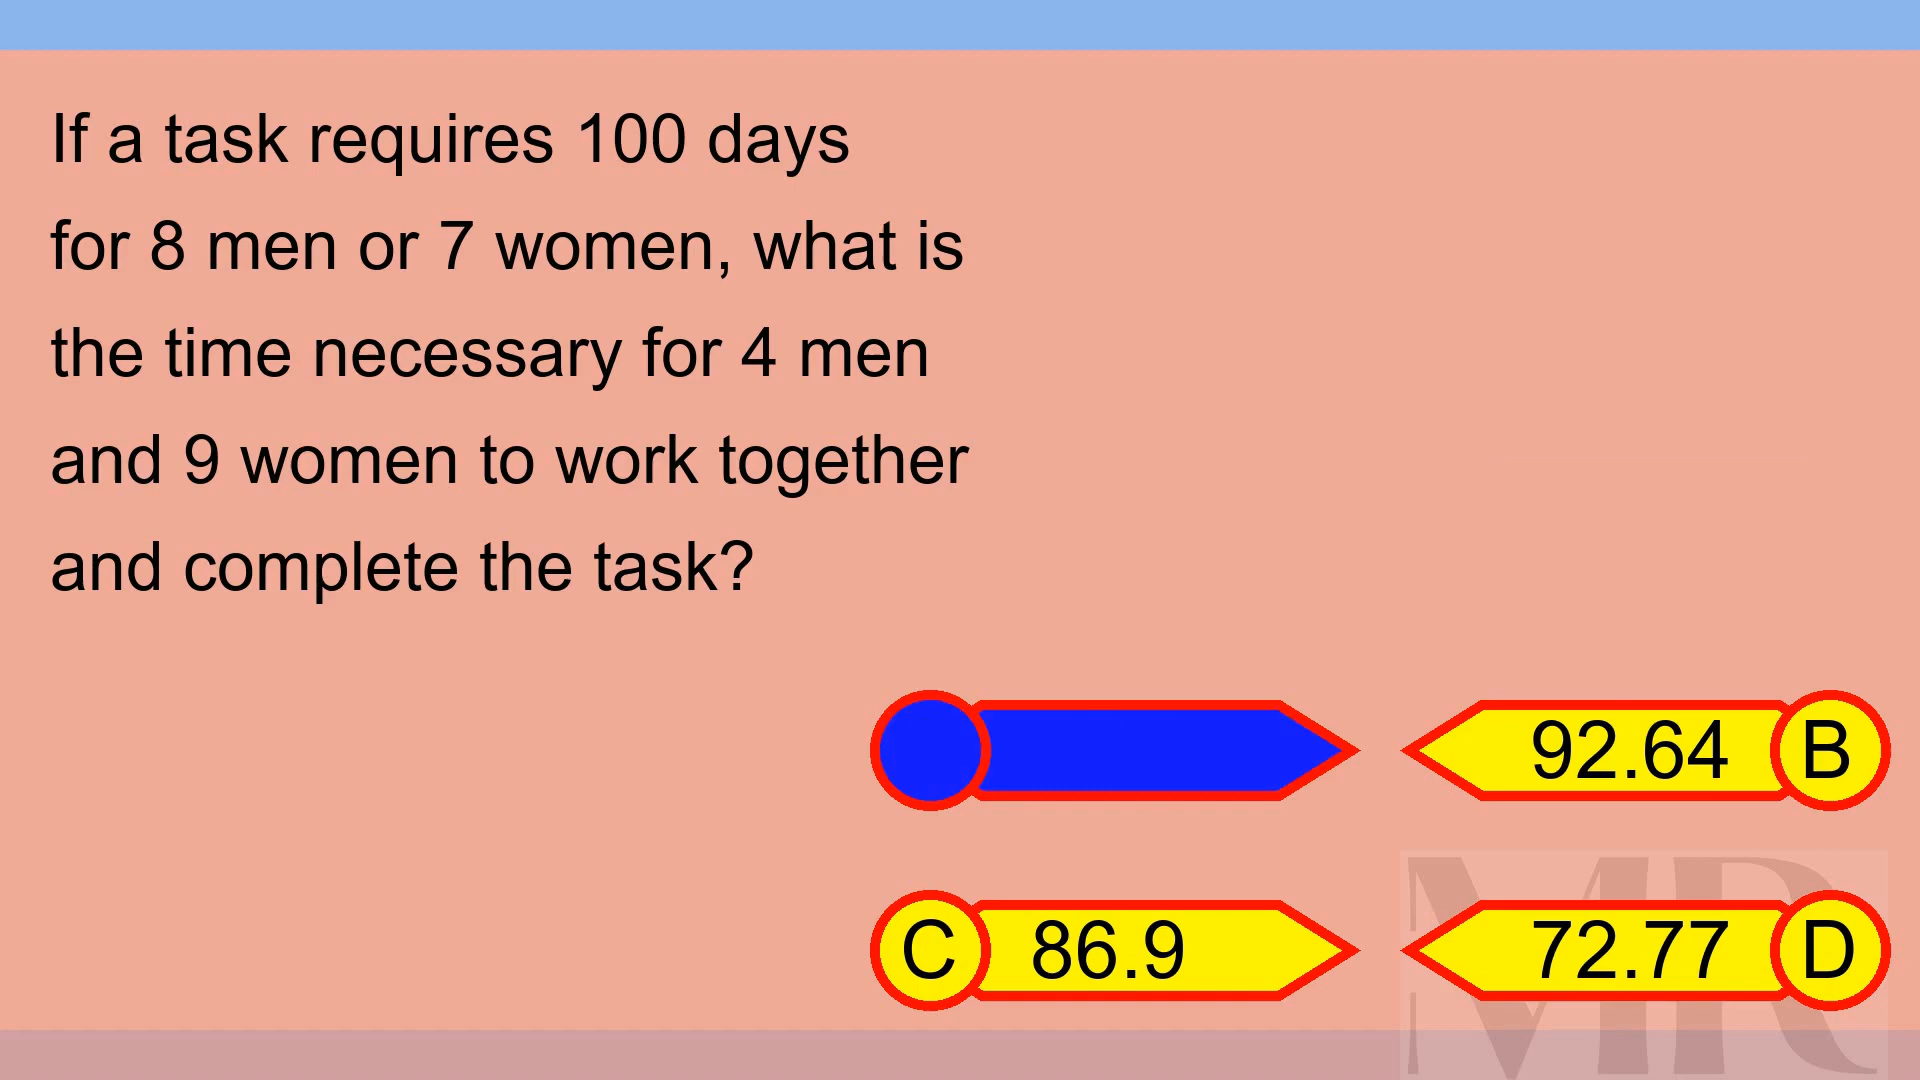 If a task requires 100 days
for 8 men or 7 women, what is
the time necessary for 4 men
and 9 women to work together
and complete the task?
92.64 B
C 86.9
72.77 D
MR